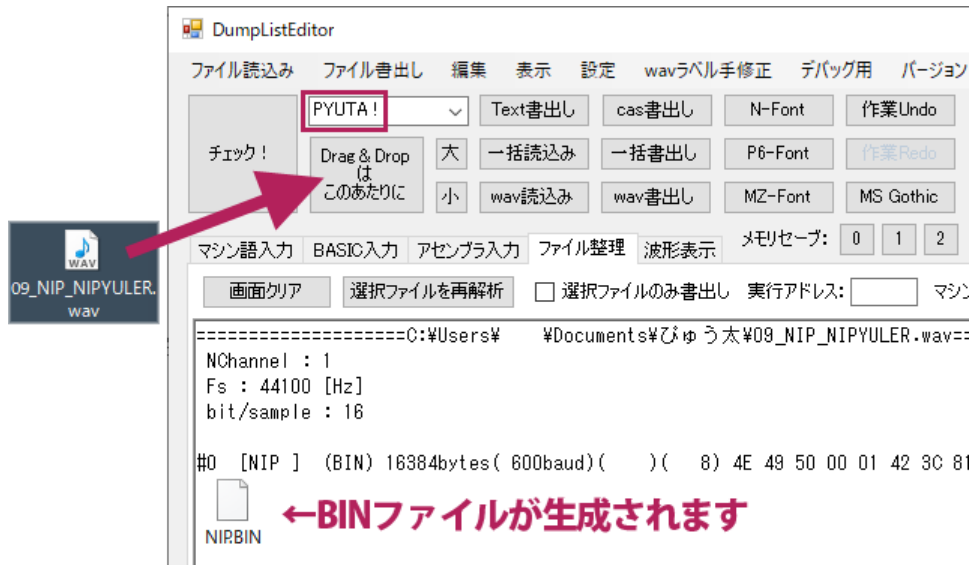 DumpListEditor
ファイル読込み ファイル書出し 編集 表示 設定 wavラベル手修正 デバッグ用 バージョン
PYUTA! Text書出し cas書出し N-Font 作業Undo
チェック! Drag & Drop
は
このあたりに 大 一括読込み 一括書出し P6-Font 作業Redo
小 wav読込み wav書出し MZ-Font MS Gothic
WAV
09_NIP_NIPYULER.
wav
マシン語入力 BASIC入力 アセンブラ入力 ファイル整理 波形表示 メモリセーブ: 0 1 2
画面クリア 選択ファイルを再解析 選択ファイルのみ書出し 実行アドレス: マシン
=====================C:¥Users¥ ¥Documents¥ぴゅう太¥09_NIP_NIPYULER.wav==
NChannel : 1
Fs : 44100 [Hz]
bit/sample : 16
#0 [NIP ] (BIN) 16384bytes( 600baud)( )( 8) 4E 49 50 00 01 42 3C 81
←BINファイルが生成されます
NIP.BIN